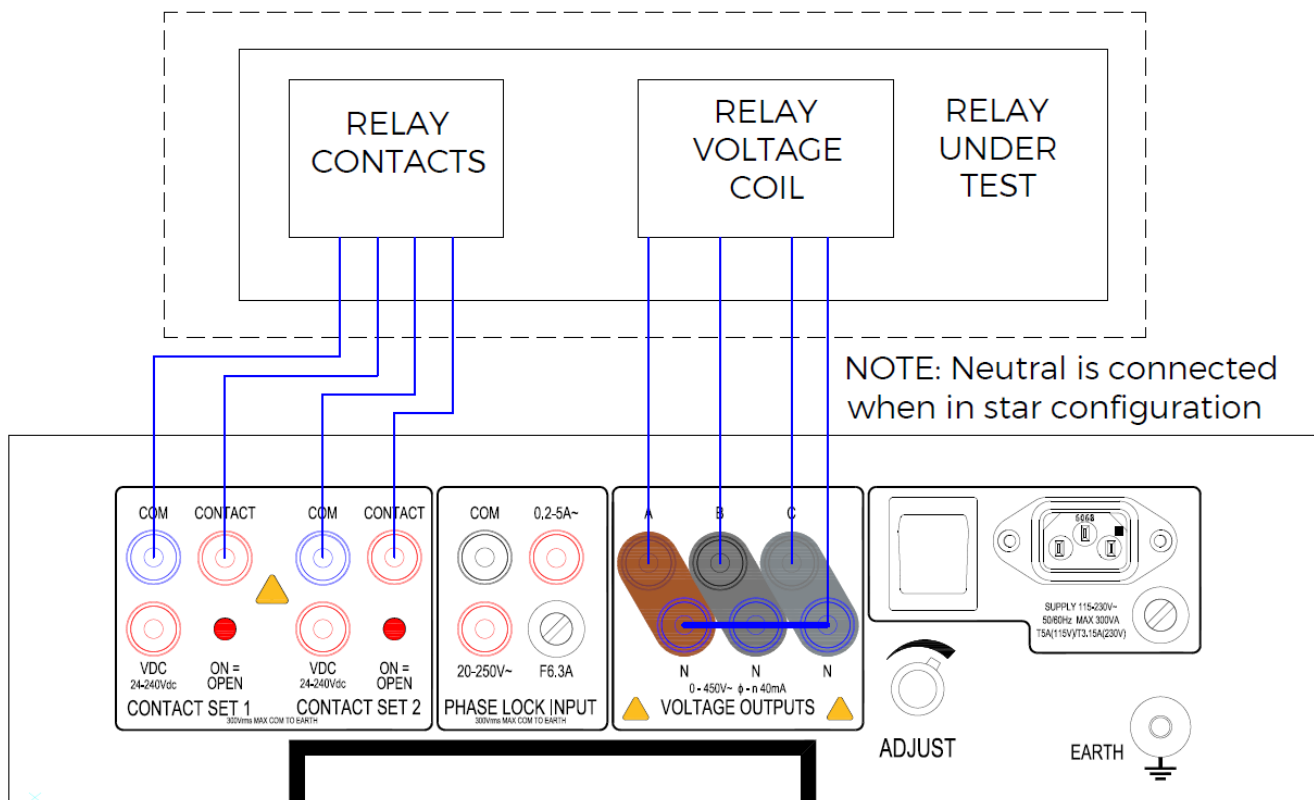 RELAY
CONTACTS
RELAY
VOLTAGE
COIL
RELAY
UNDER
TEST
NOTE: Neutral is connected
when in star configuration
COM
CONTACT
COM
CONTACT
VDC
24-240Vdc
ON =
OPEN
VDC
24-240Vdc
ON =
OPEN
CONTACT SET 1
CONTACT SET 2
300Vrms MAX COM TO EARTH
COM
0,2-5A~
20-250V~
F6.3A
PHASE LOCK INPUT
300Vrms MAX COM TO EARTH
A
B
C
N
N
N
0 - 450V~ ϕ - n 40mA
VOLTAGE OUTPUTS
6068
SUPPLY 115-230V~
50/60Hz MAX 300VA
T5A(115V)/T3.15A(230V)
ADJUST
EARTH